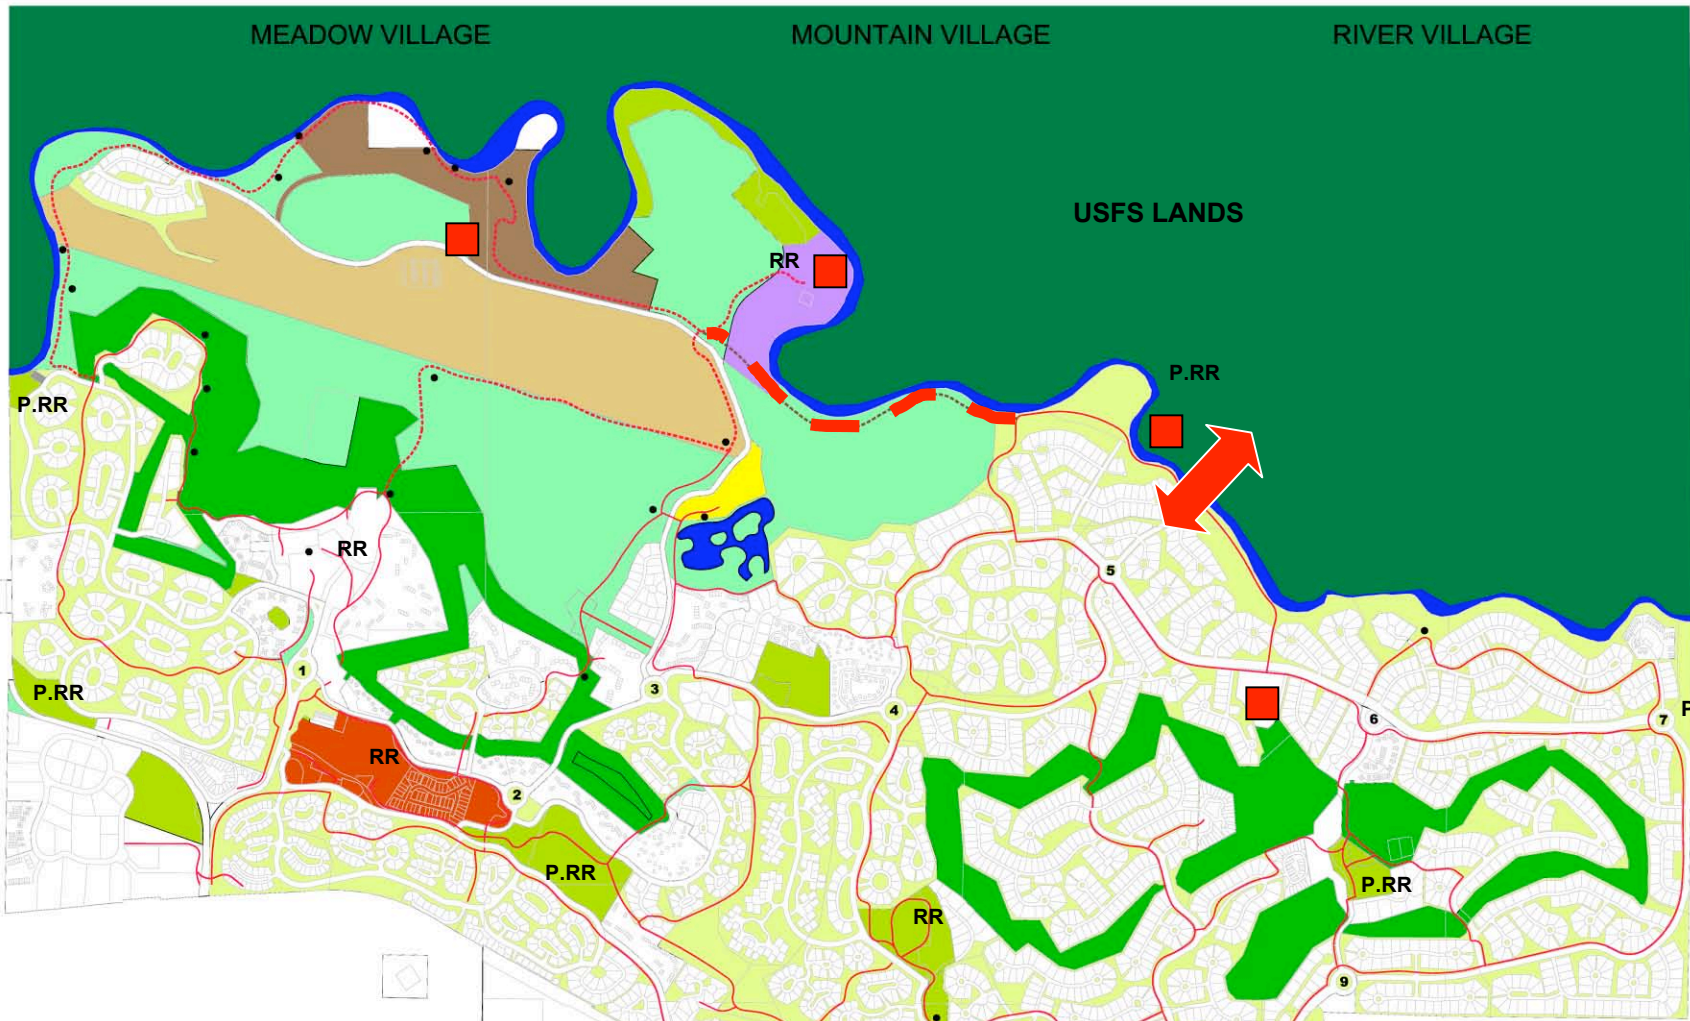 MEADOW VILLAGE
MOUNTAIN VILLAGE
RIVER VILLAGE
USFS LANDS
RR
P.RR
P.RR
RR
5
P.RR
1
3
4
6
7
P
RR
2
P.RR
P.RR
RR
9